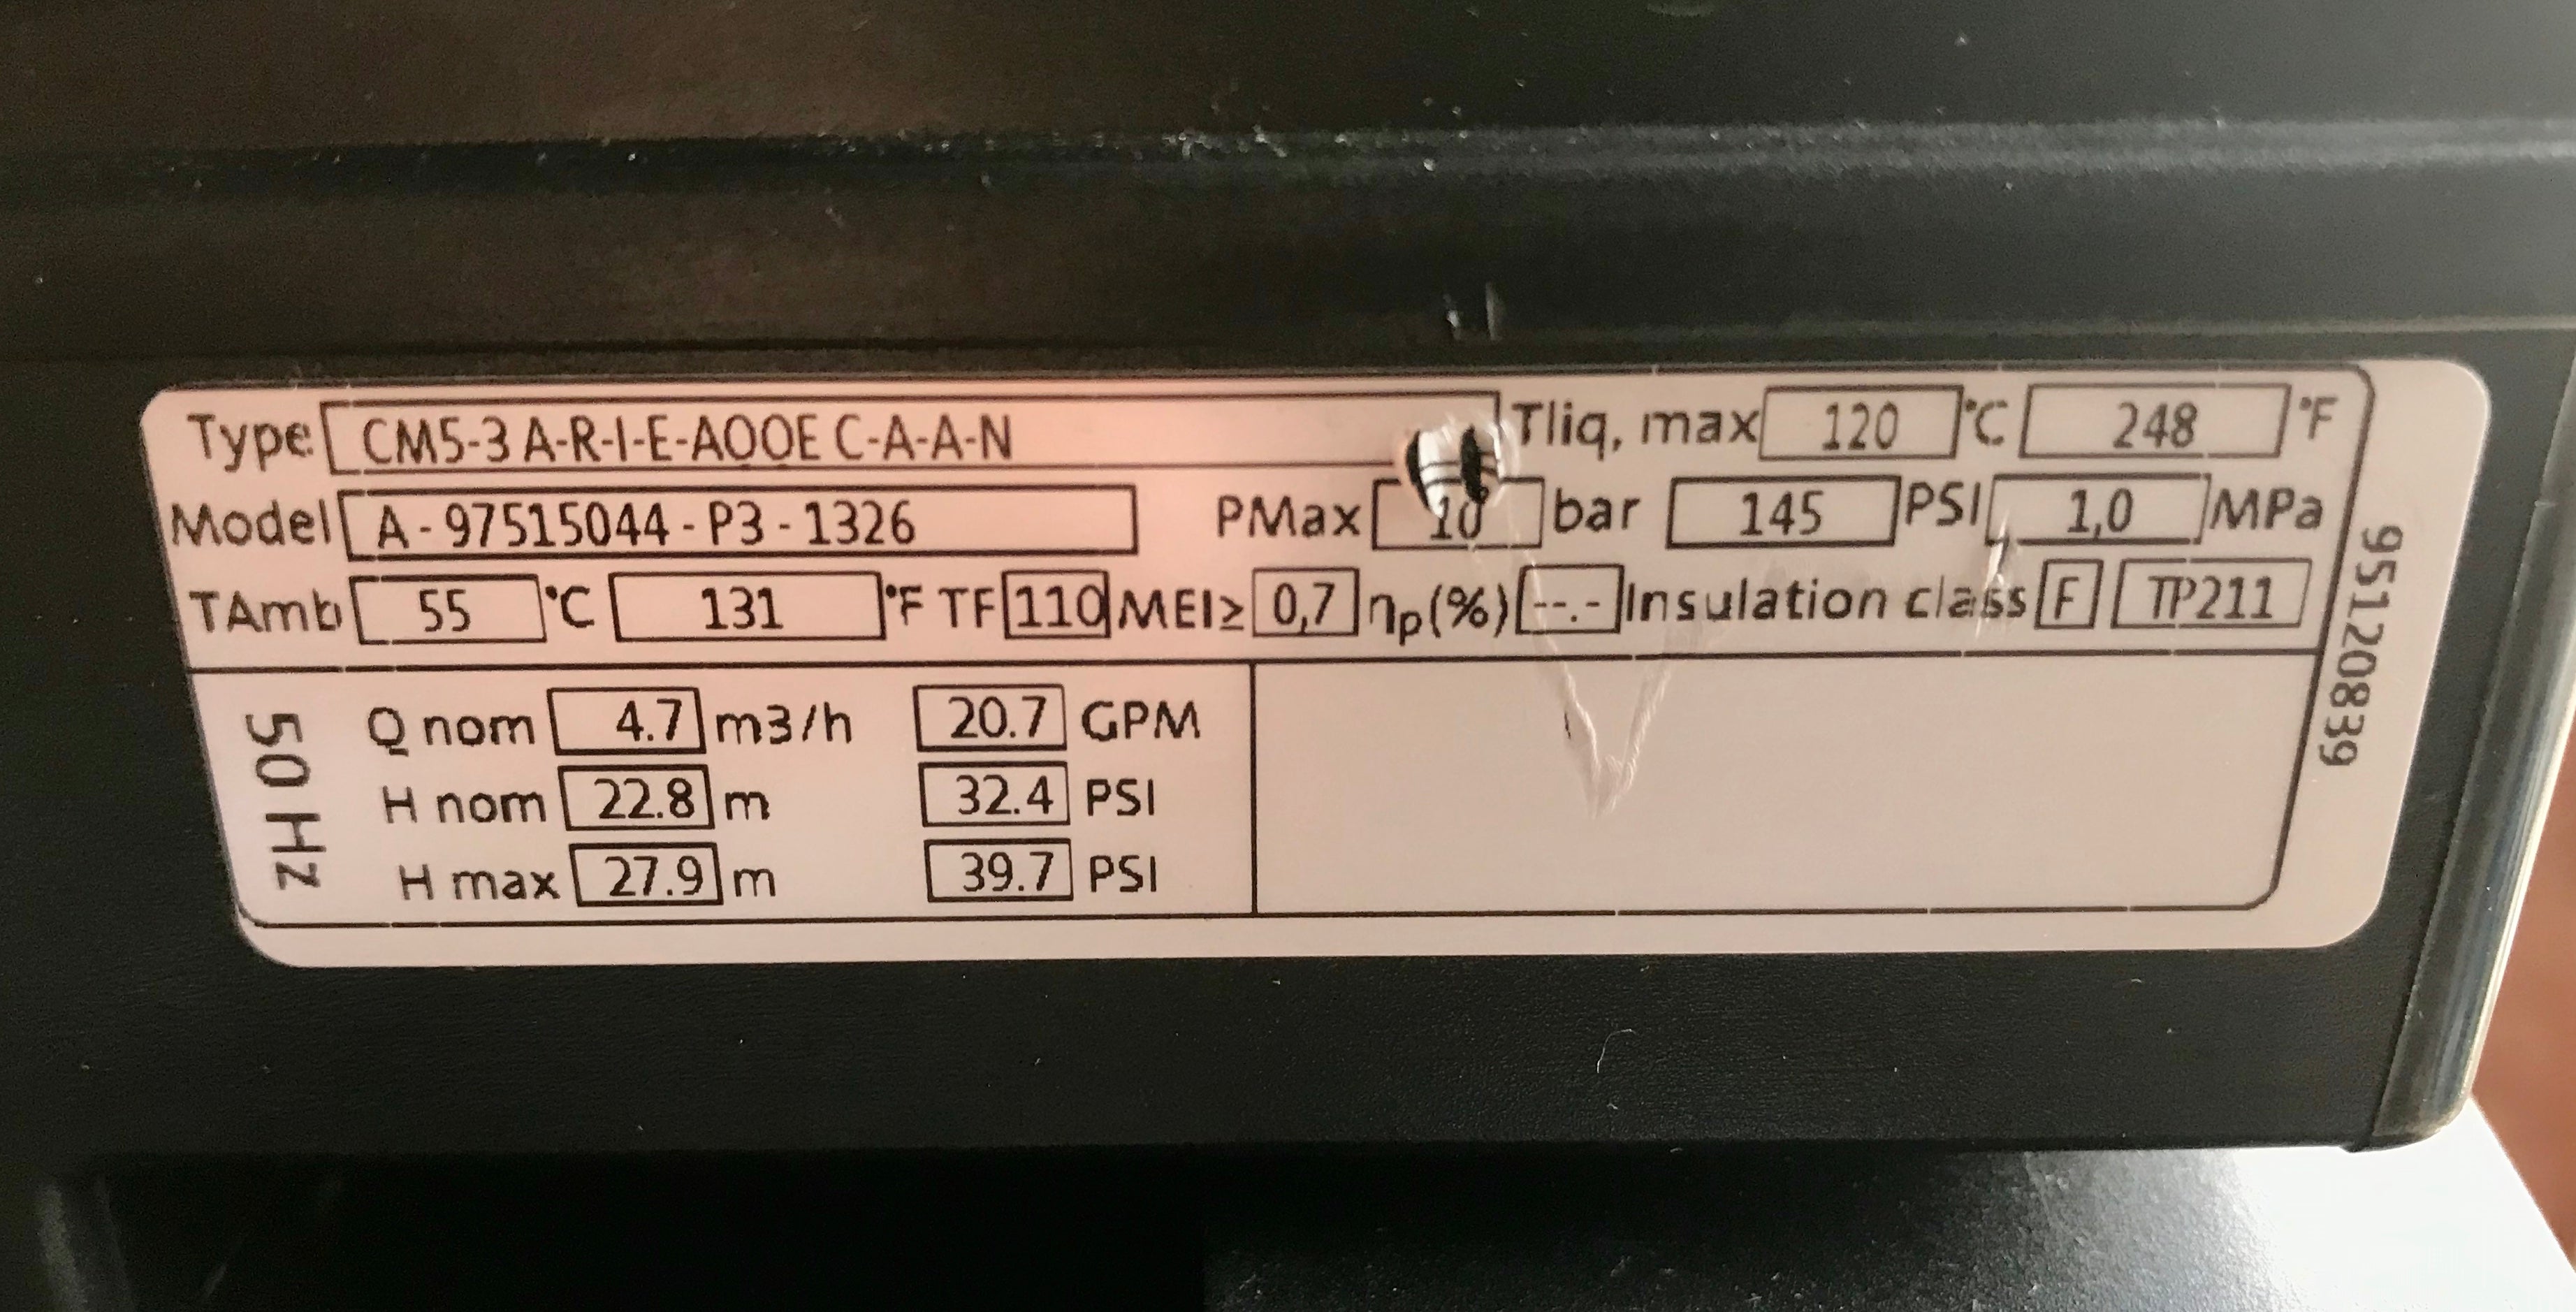 Type CM5-3 A-R-I-E-AQQE C-A-A-N Tliq, max 120 °C 248 °F
Model A - 97515044 - P3 - 1326 PMax 10 bar 145 PSI 1,0 MPa
TAmb 55 °C 131 °F TF 110 MEI≥ 0,7 ηp(%) --.- Insulation class F TP211
50 Hz
Q nom 4.7 m3/h 20.7 GPM
H nom 22.8 m 32.4 PSI
H max 27.9 m 39.7 PSI
95120839